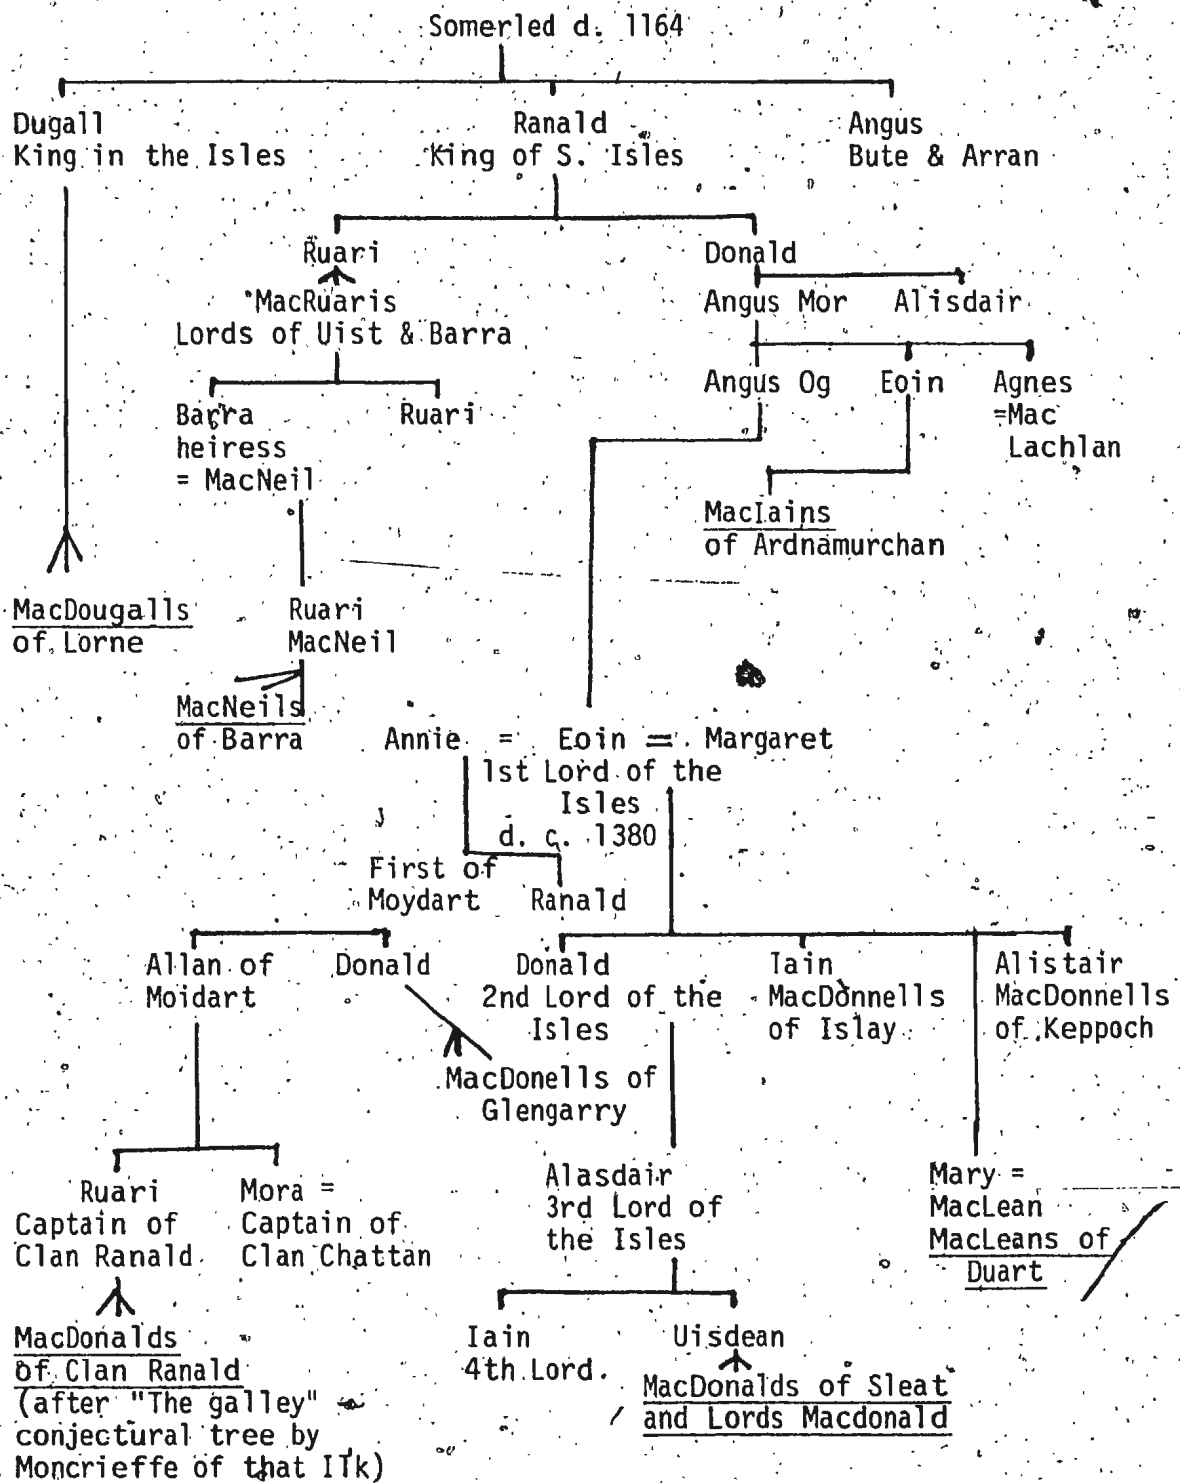 Somerled d. 1164
Dugall
King in the Isles
Ranald
King of S. Isles
Angus
Bute & Arran
Ruari
MacRuaris
Lords of Uist & Barra
Donald
Angus Mor
Alisdair
Angus Og
Eoin
Agnes
=Mac
Lachlan
Barra
heiress
= MacNeil
Ruari
MacIains
of Ardnamurchan
MacDougalls
of Lorne
Ruari
MacNeil
MacNeils
of Barra
Annie = Eoin = Margaret
1st Lord of the
Isles
d. c. 1380
First of
Moydart
Ranald
Allan of
Moidart
Donald
Donald
2nd Lord of the
Isles
Iain
MacDonnells
of Islay
Alistair
MacDonnells
of Keppoch
MacDonells of
Glengarry
Ruari
Captain of
Clan Ranald
Mora =
Captain of
Clan Chattan
Alasdair
3rd Lord of
the Isles
Mary =
MacLean
MacLeans of
Duart
MacDonalds
of Clan Ranald
(after "The galley"
conjectural tree by
Moncrieffe of that Ilk)
Iain
4th Lord.
Uisdean
MacDonalds of Sleat
and Lords Macdonald